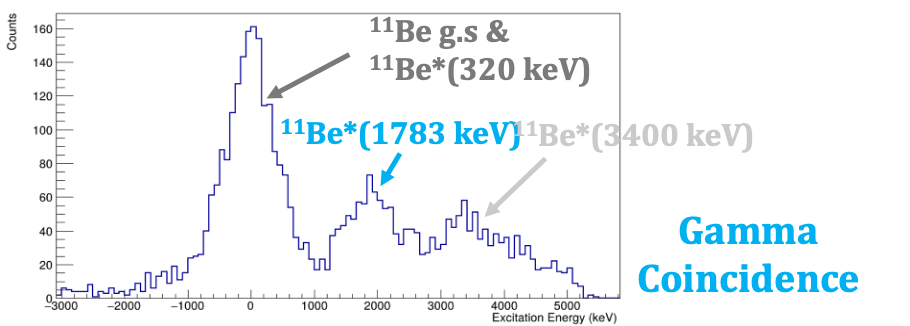 Counts
160
140
120
100
80
60
40
20
0
−3000 −2000 −1000 0 1000 2000 3000 4000 5000
Excitation Energy (keV)
¹¹Be g.s &
¹¹Be*(320 keV)
¹¹Be*(1783 keV)
¹¹Be*(3400 keV)
Gamma
Coincidence